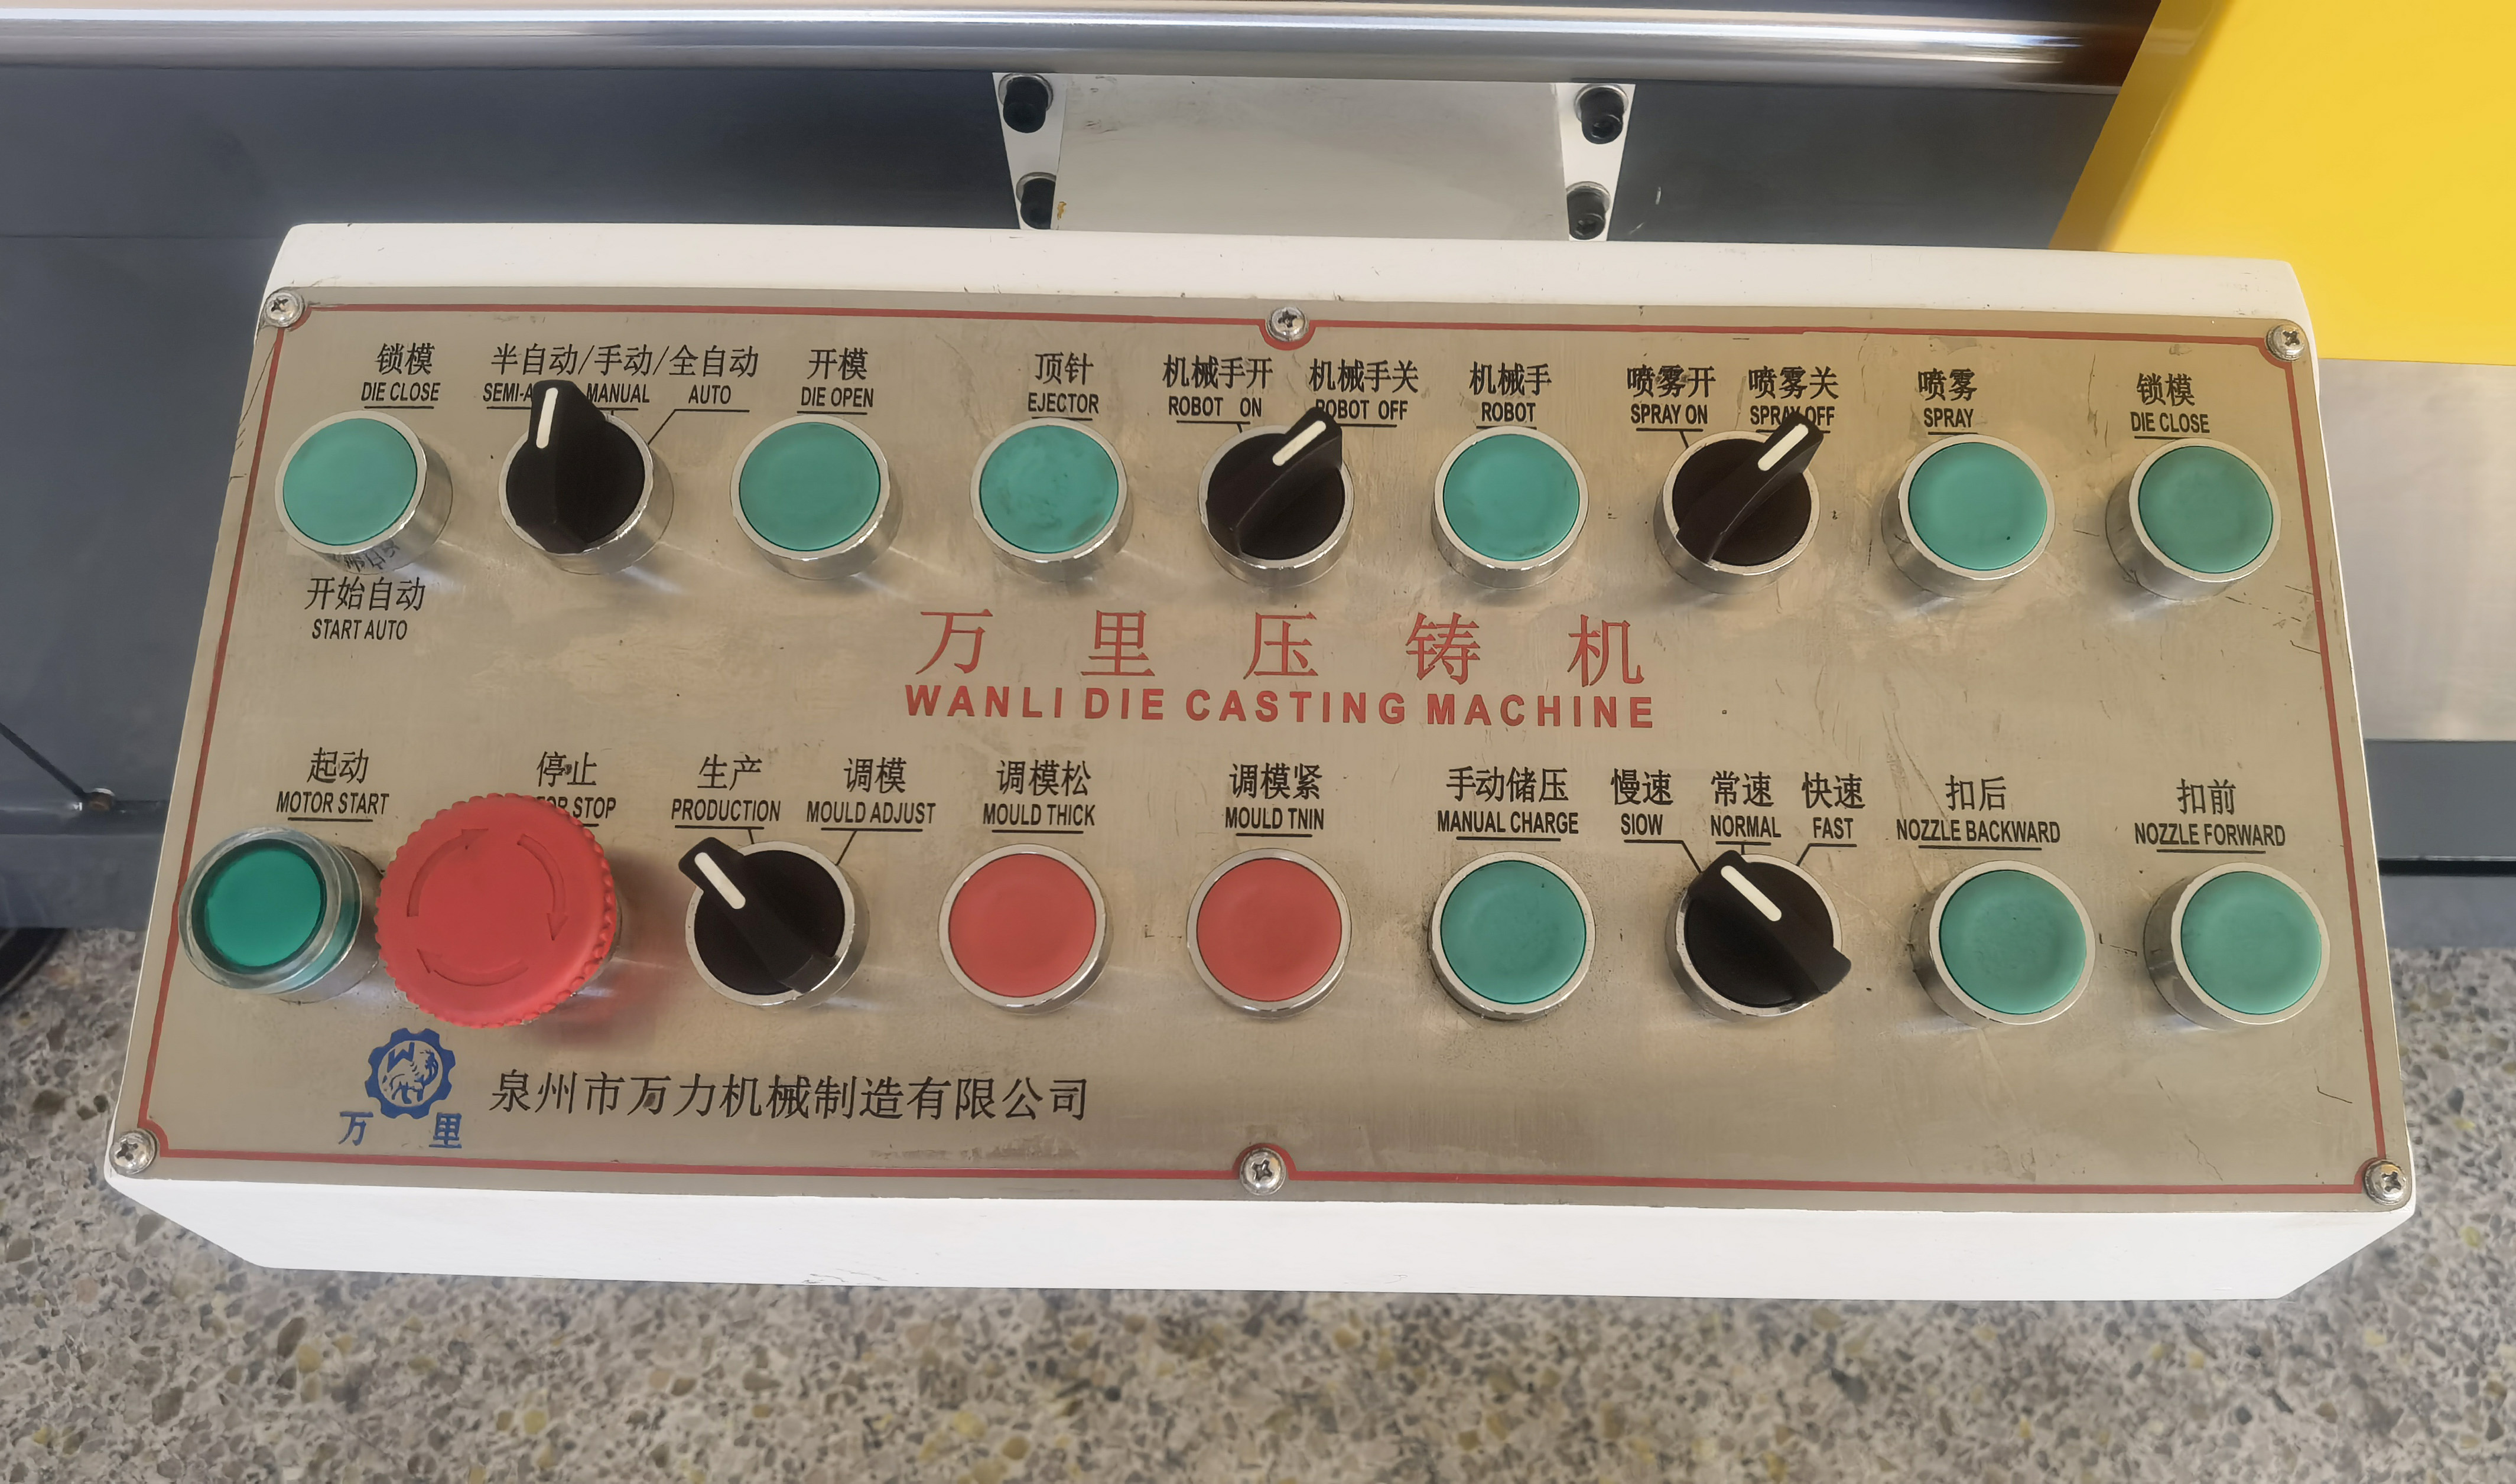 锁模
DIE CLOSE
半自动/手动/全自动
MANUAL
AUTO
开模
DIE OPEN
顶针
EJECTOR
机械手开
ROBOT ON
机械手关
ROBOT OFF
机械手
ROBOT
喷雾开
SPRAY ON
喷雾关
SPRAY OFF
喷雾
SPRAY
锁模
DIE CLOSE
开始自动
START AUTO
万里压铸机
WANLI DIE CASTING MACHINE
起动
MOTOR START
停止
STOP
生产
PRODUCTION
调模
MOULD ADJUST
调模松
MOULD THICK
调模紧
MOULD TNIN
手动储压
MANUAL CHARGE
慢速
SIOW
常速
NORMAL
快速
FAST
扣后
NOZZLE BACKWARD
扣前
NOZZLE FORWARD
W
万里
泉州市万力机械制造有限公司